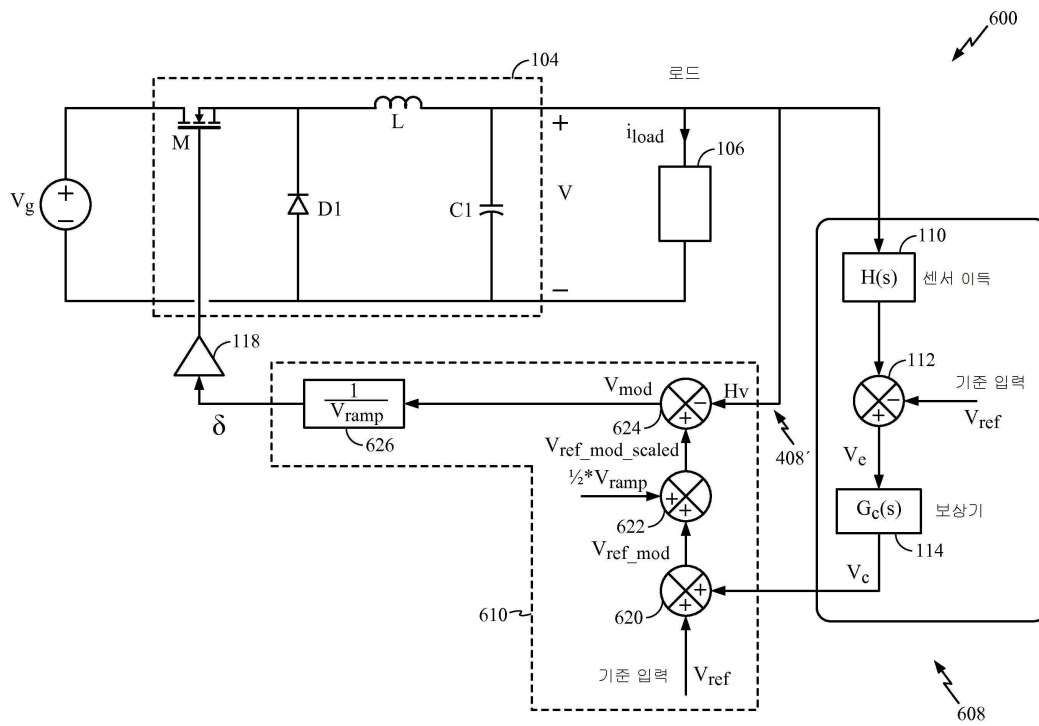 600
104
로드
M
L
+
i_load
106
V_g
+
−
D1
C1
V
−
110
H(s)
센서 이득
118
112
기준 입력
−
+
V_ref
1
V_ramp
V_mod
−
+
Hv
δ
626
624
408´
V_ref_mod_scaled
V_e
½*V_ramp
+
+
622
G_c(s)
보상기
114
V_ref_mod
V_c
610
620
+
+
기준 입력
V_ref
608